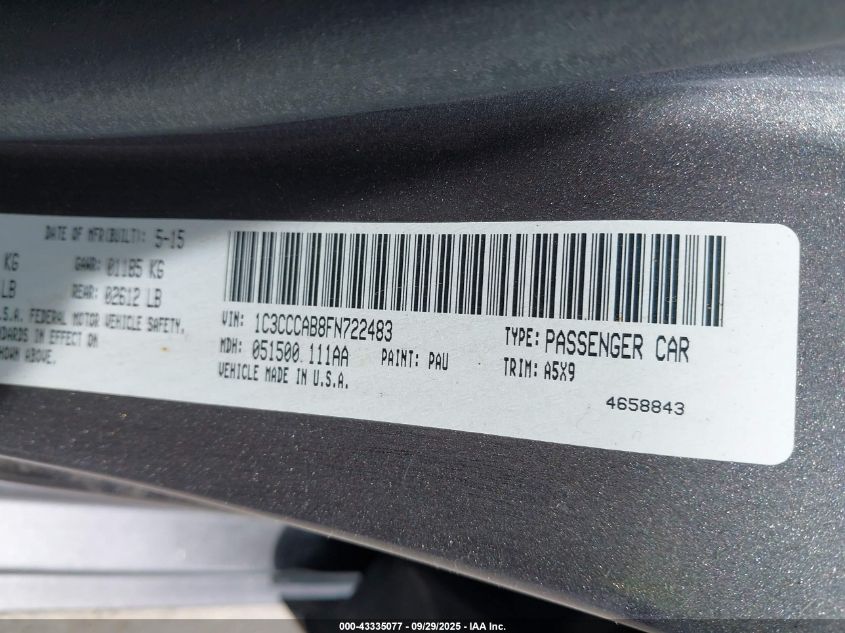 DATE OF MFR(BUILT): 5-15
KG GAWR: 01185 KG
LB REAR: 02612 LB
.S.A. FEDERAL MOTOR VEHICLE SAFETY,
NDARDS IN EFFECT ON
HOWN ABOVE.
VIN: 1C3CCCAB8FN722483 TYPE: PASSENGER CAR
MDH: 051500 111AA PAINT: PAU TRIM: A5X9
VEHICLE MADE IN U.S.A.
4658843
000-43335077 - 09/29/2025 - IAA Inc.